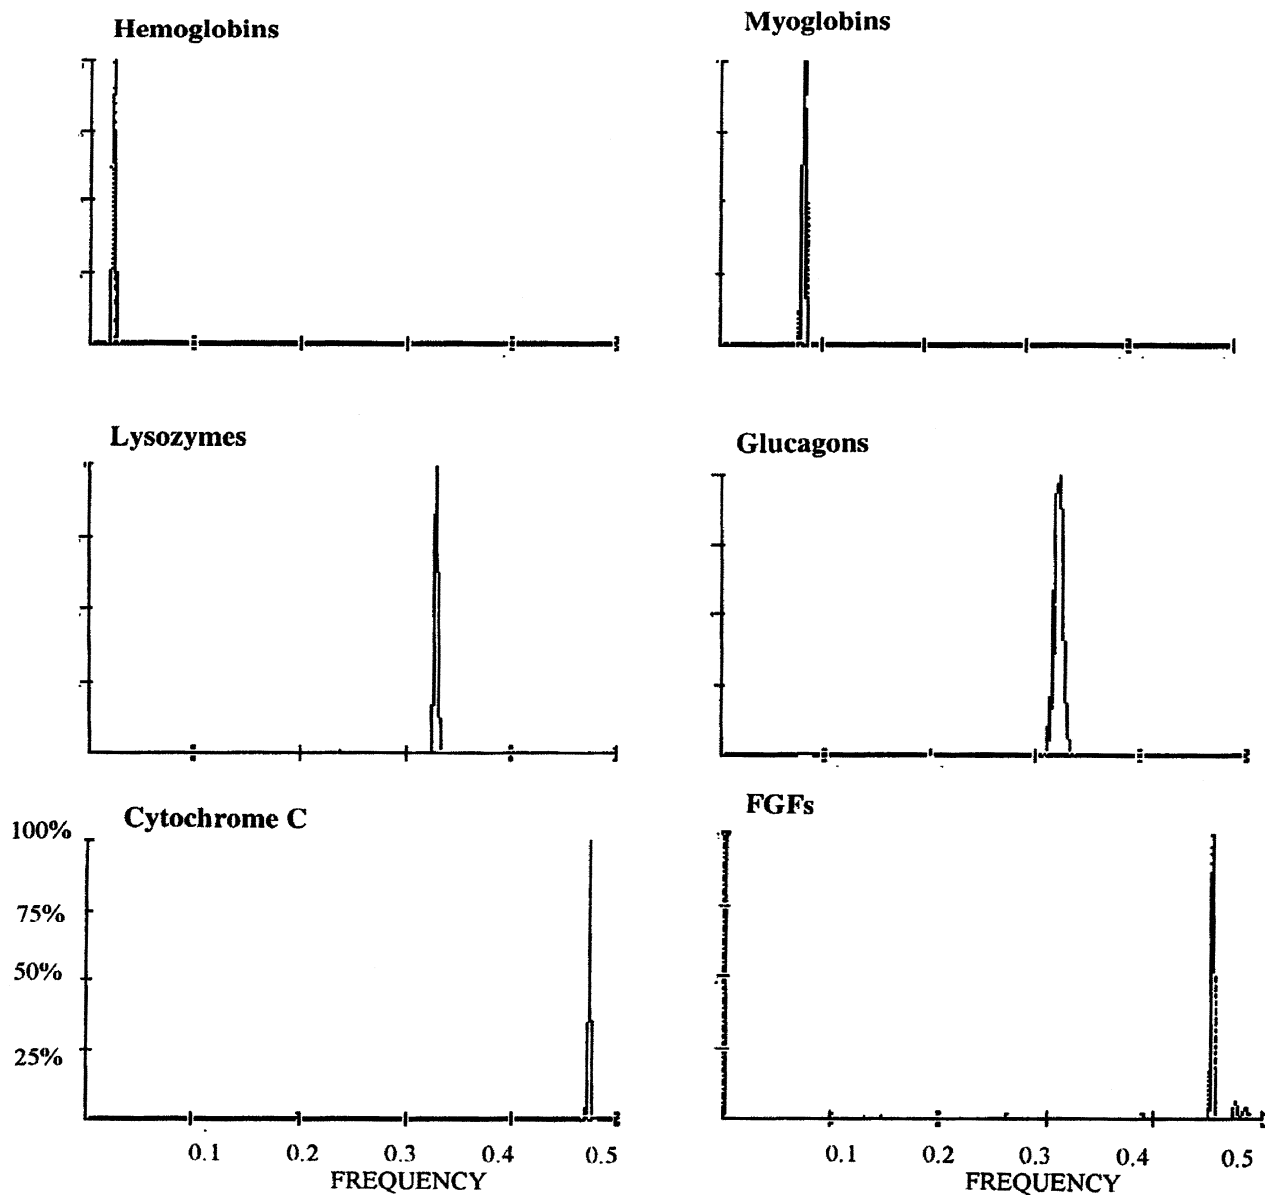 Hemoglobins
Myoglobins
Lysozymes
Glucagons
Cytochrome C
FGFs
100%
75%
50%
25%
0.1 0.2 0.3 0.4 0.5
FREQUENCY
0.1 0.2 0.3 0.4 0.5
FREQUENCY